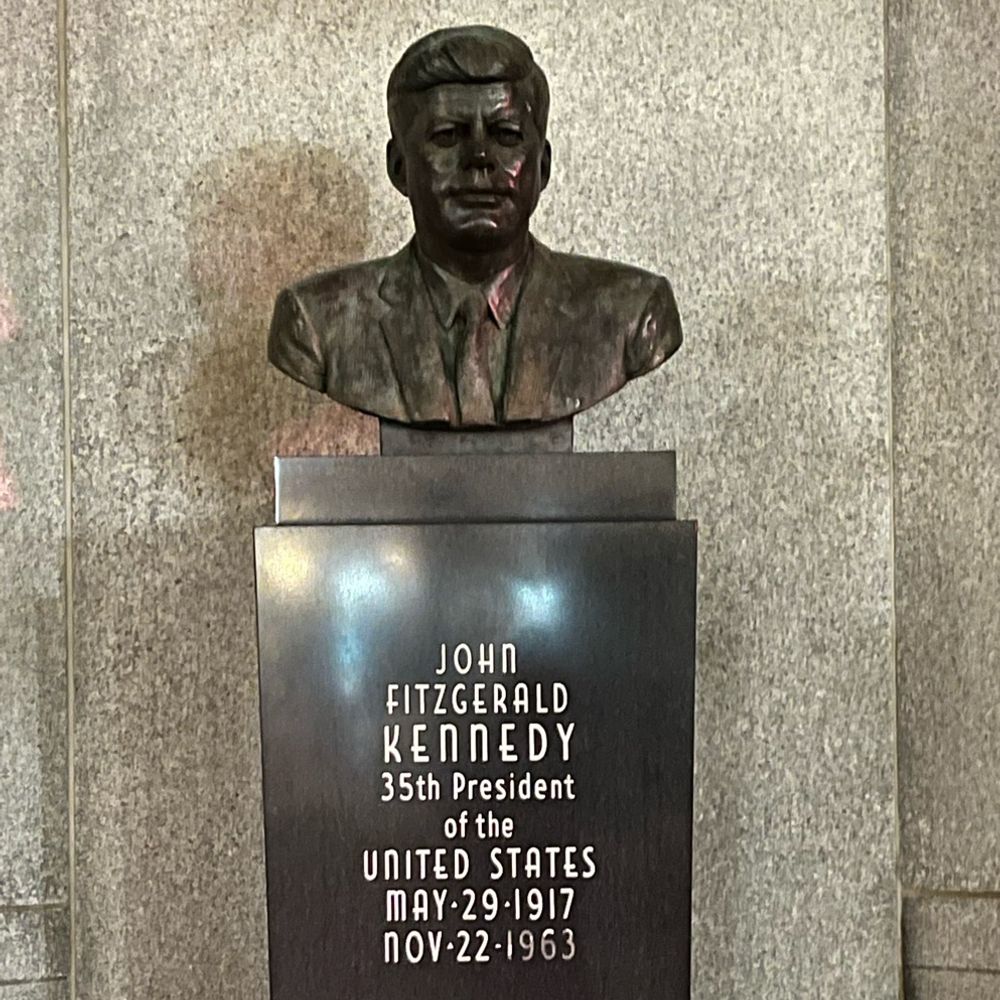 JOHN
FITZGERALD
KENNEDY
35th President
of the
UNITED STATES
MAY·29·1917
NOV·22·1963